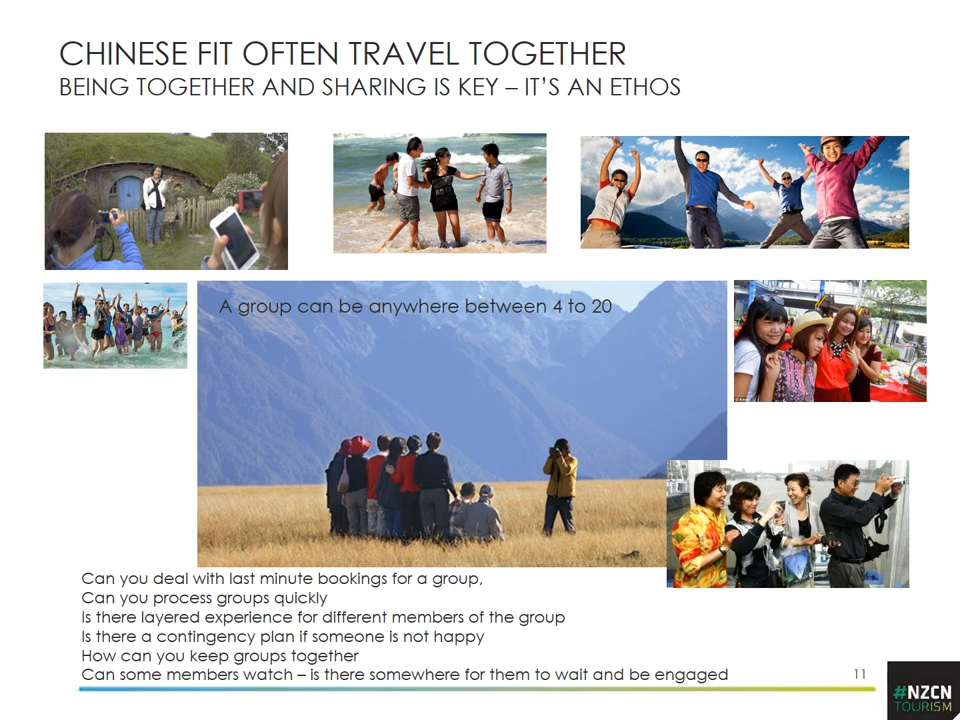 CHINESE FIT OFTEN TRAVEL TOGETHER
BEING TOGETHER AND SHARING IS KEY – IT’S AN ETHOS
A group can be anywhere between 4 to 20
Can you deal with last minute bookings for a group,
Can you process groups quickly
Is there layered experience for different members of the group
Is there a contingency plan if someone is not happy
How can you keep groups together
Can some members watch – is there somewhere for them to wait and be engaged
11
#NZCN
TOURISM